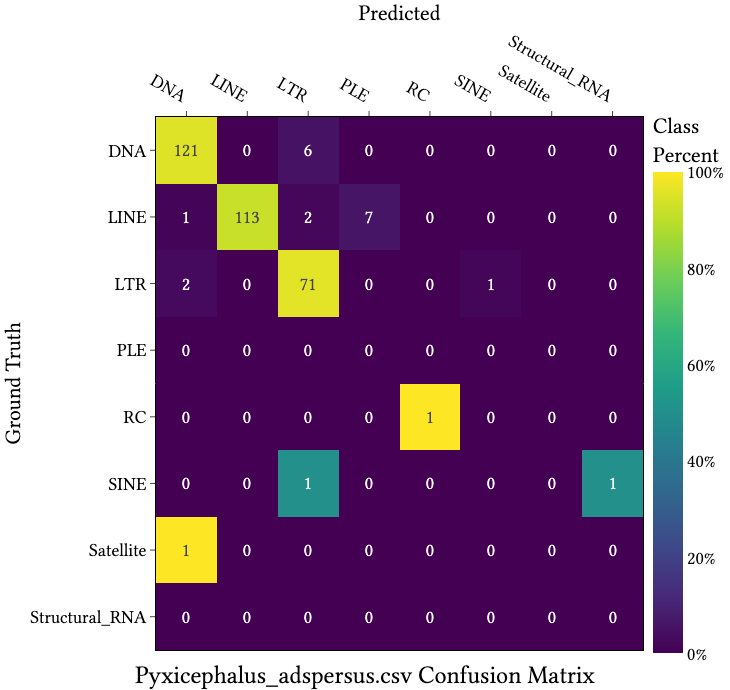 Predicted
DNA LINE LTR PLE RC SINE Satellite Structural_RNA
Class
Percent
Ground Truth
DNA 121 0 6 0 0 0 0 0
LINE 1 113 2 7 0 0 0 0
LTR 2 0 71 0 0 1 0 0
PLE 0 0 0 0 0 0 0 0
RC 0 0 0 0 1 0 0 0
SINE 0 0 1 0 0 0 0 1
Satellite 1 0 0 0 0 0 0 0
Structural_RNA 0 0 0 0 0 0 0 0
100%
80%
60%
40%
20%
0%
Pyxicephalus_adspersus.csv Confusion Matrix